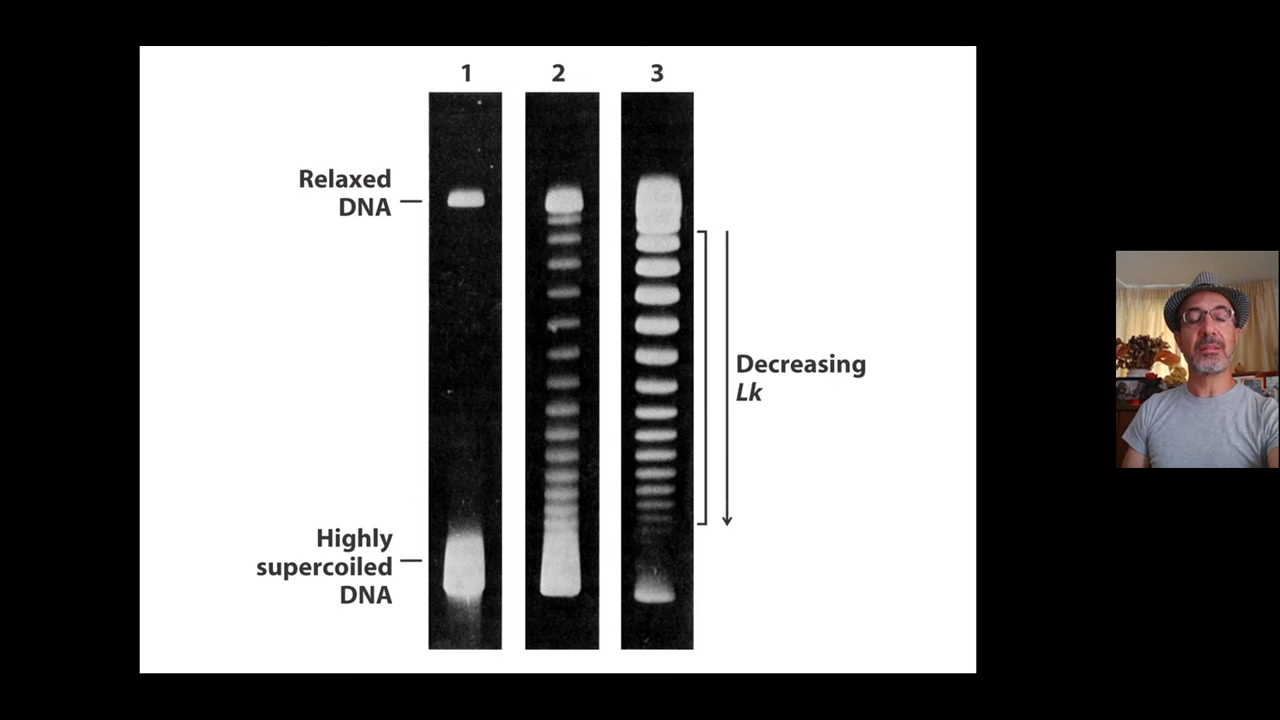 1 2 3
Relaxed
DNA
Decreasing
Lk
Highly
supercoiled
DNA